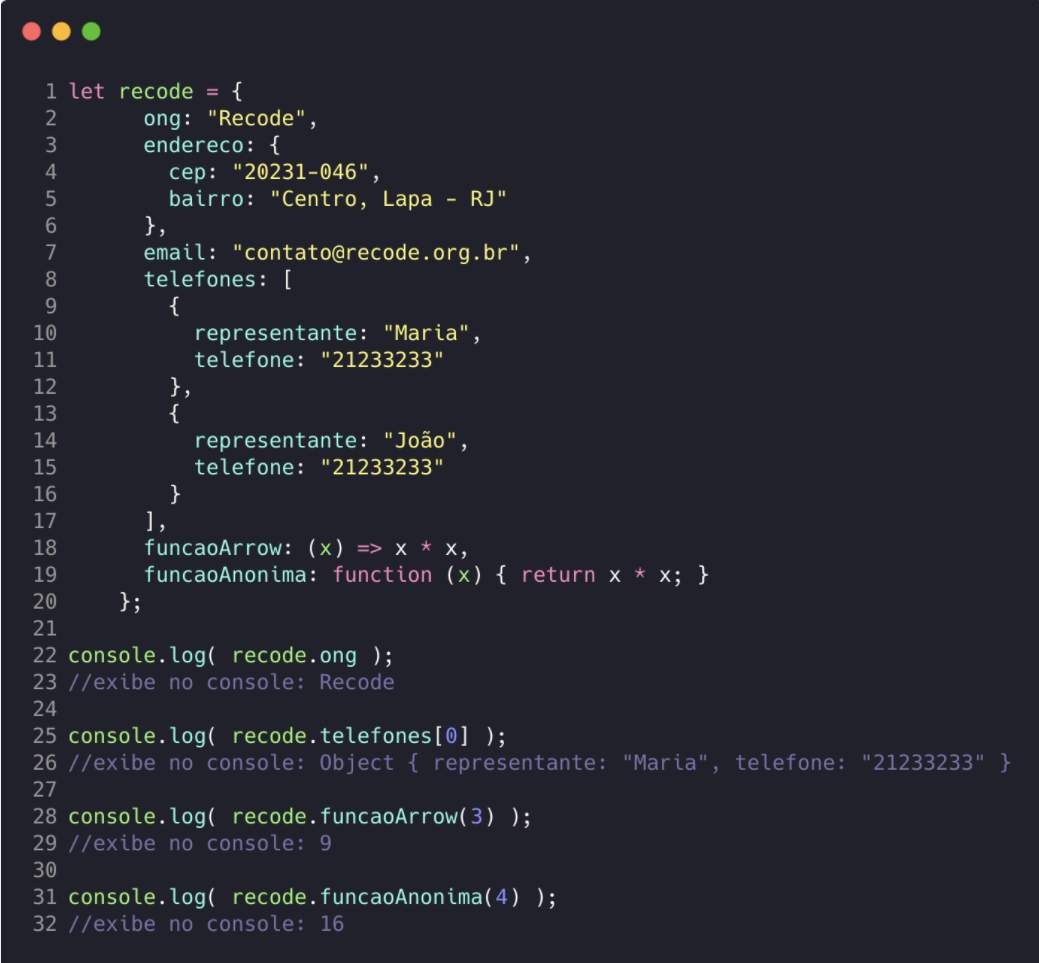 1 let recode = {
2       ong: "Recode",
3       endereco: {
4         cep: "20231-046",
5         bairro: "Centro, Lapa - RJ"
6       },
7       email: "contato@recode.org.br",
8       telefones: [
9         {
10           representante: "Maria",
11           telefone: "21233233"
12         },
13         {
14           representante: "João",
15           telefone: "21233233"
16         }
17       ],
18       funcaoArrow: (x) => x * x,
19       funcaoAnonima: function (x) { return x * x; }
20     };
21
22 console.log( recode.ong );
23 //exibe no console: Recode
24
25 console.log( recode.telefones[0] );
26 //exibe no console: Object { representante: "Maria", telefone: "21233233" }
27
28 console.log( recode.funcaoArrow(3) );
29 //exibe no console: 9
30
31 console.log( recode.funcaoAnonima(4) );
32 //exibe no console: 16